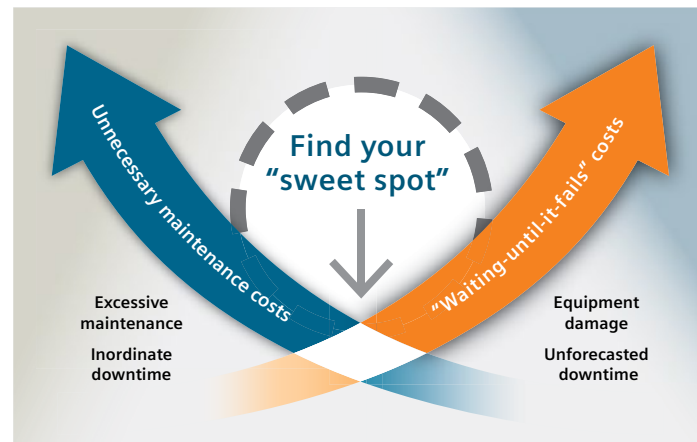 Find your
"sweet spot"
Unnecessary maintenance costs
"Waiting-until-it-fails" costs
Excessive
maintenance
Inordinate
downtime
Equipment
damage
Unforecasted
downtime